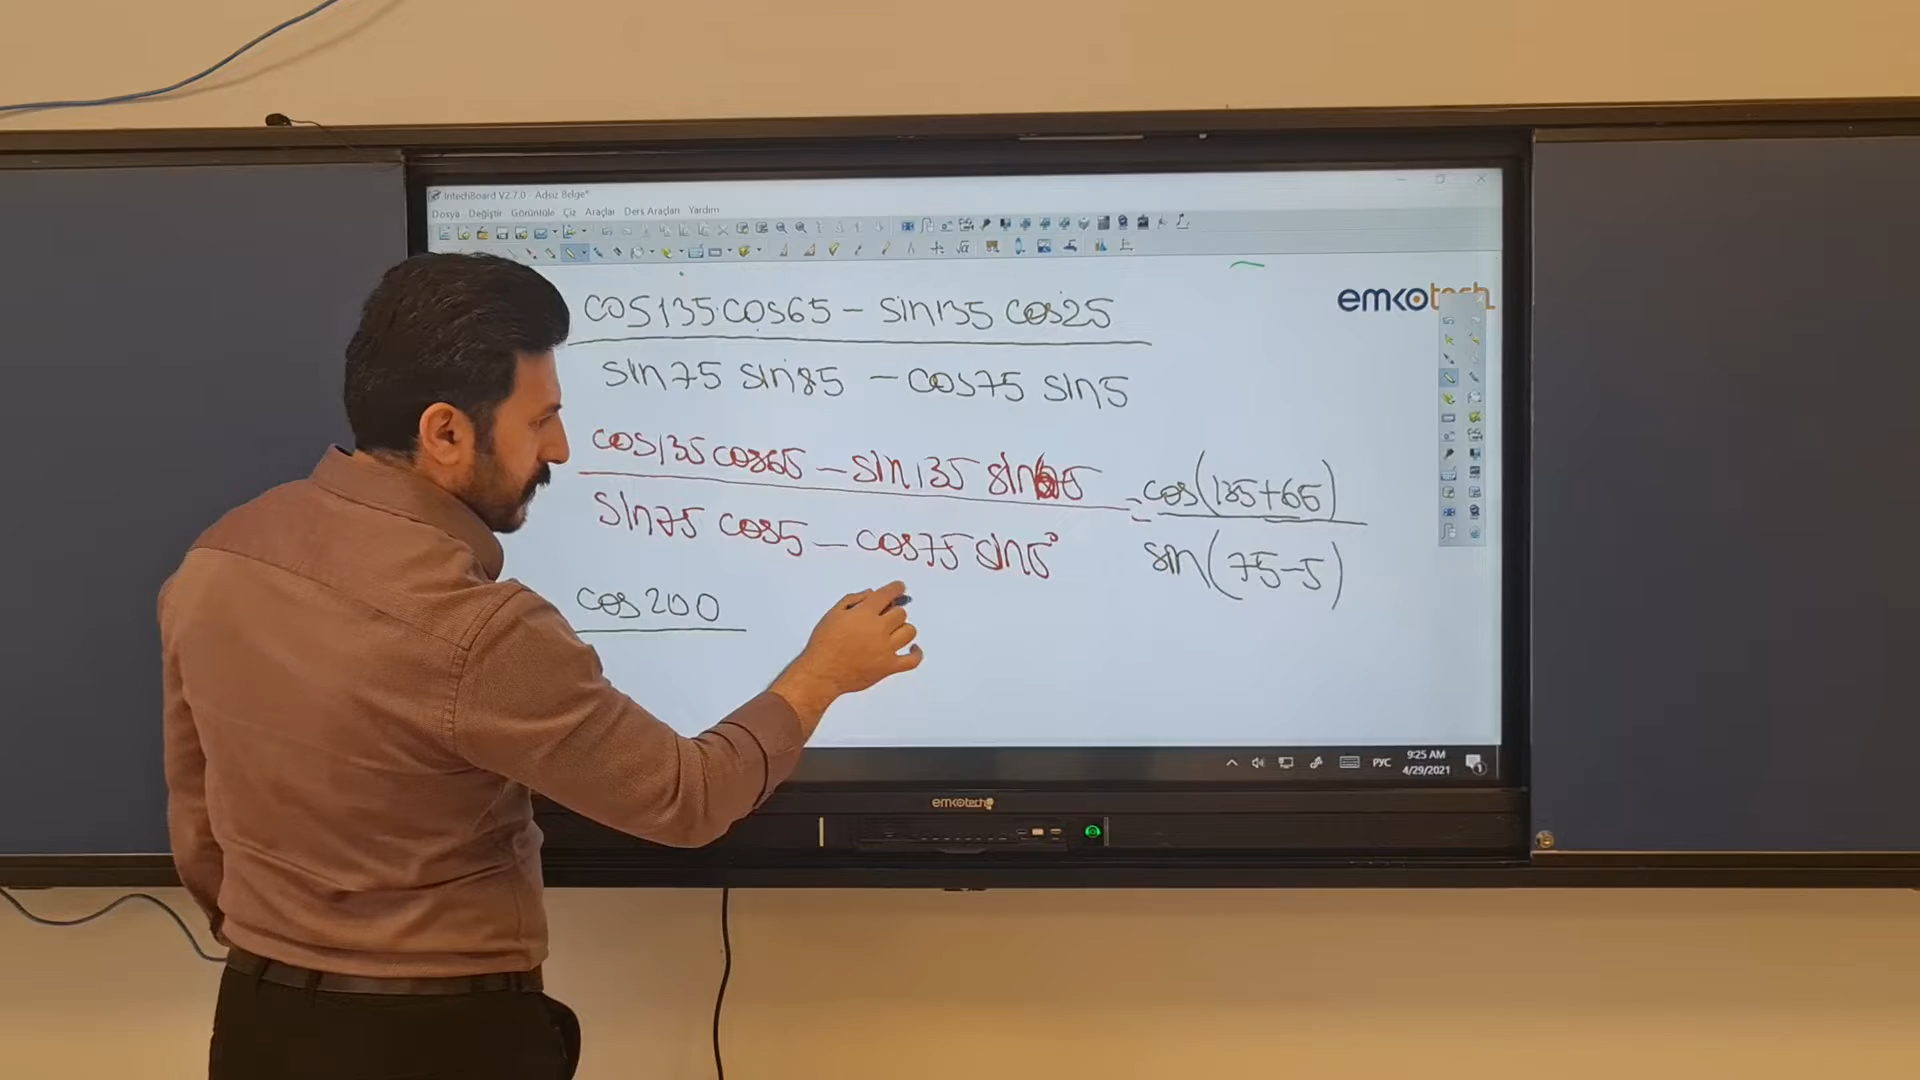 IntechBoard V2.7.0 - Adsız Belge*
Dosya Değiştir Görüntüle Çiz Araçlar Ders Araçları Yardım
emkotech
cos135·cos65 - sin135 cos25
sin75 sin85 - cos75 sin5
cos135 cos65 - sin135 sin65 = cos(135+65)
sin75 cos5 - cos75 sin5° sin(75-5)
cos200
РУС 9:25 AM
4/29/2021
1
emkotech